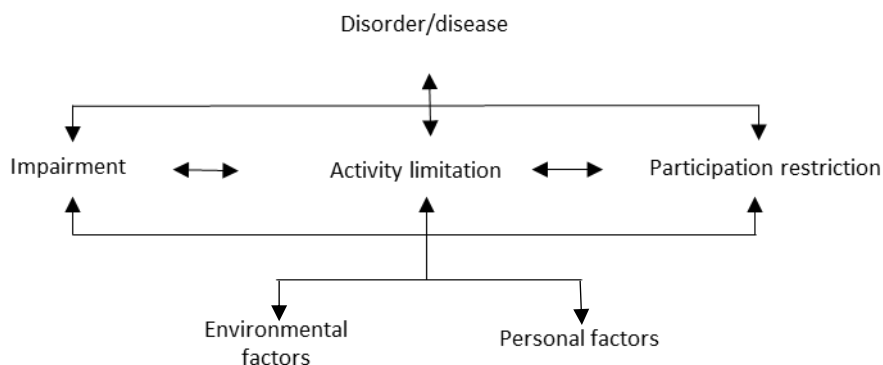 Disorder/disease
Impairment
Activity limitation
Participation restriction
Environmental
factors
Personal factors